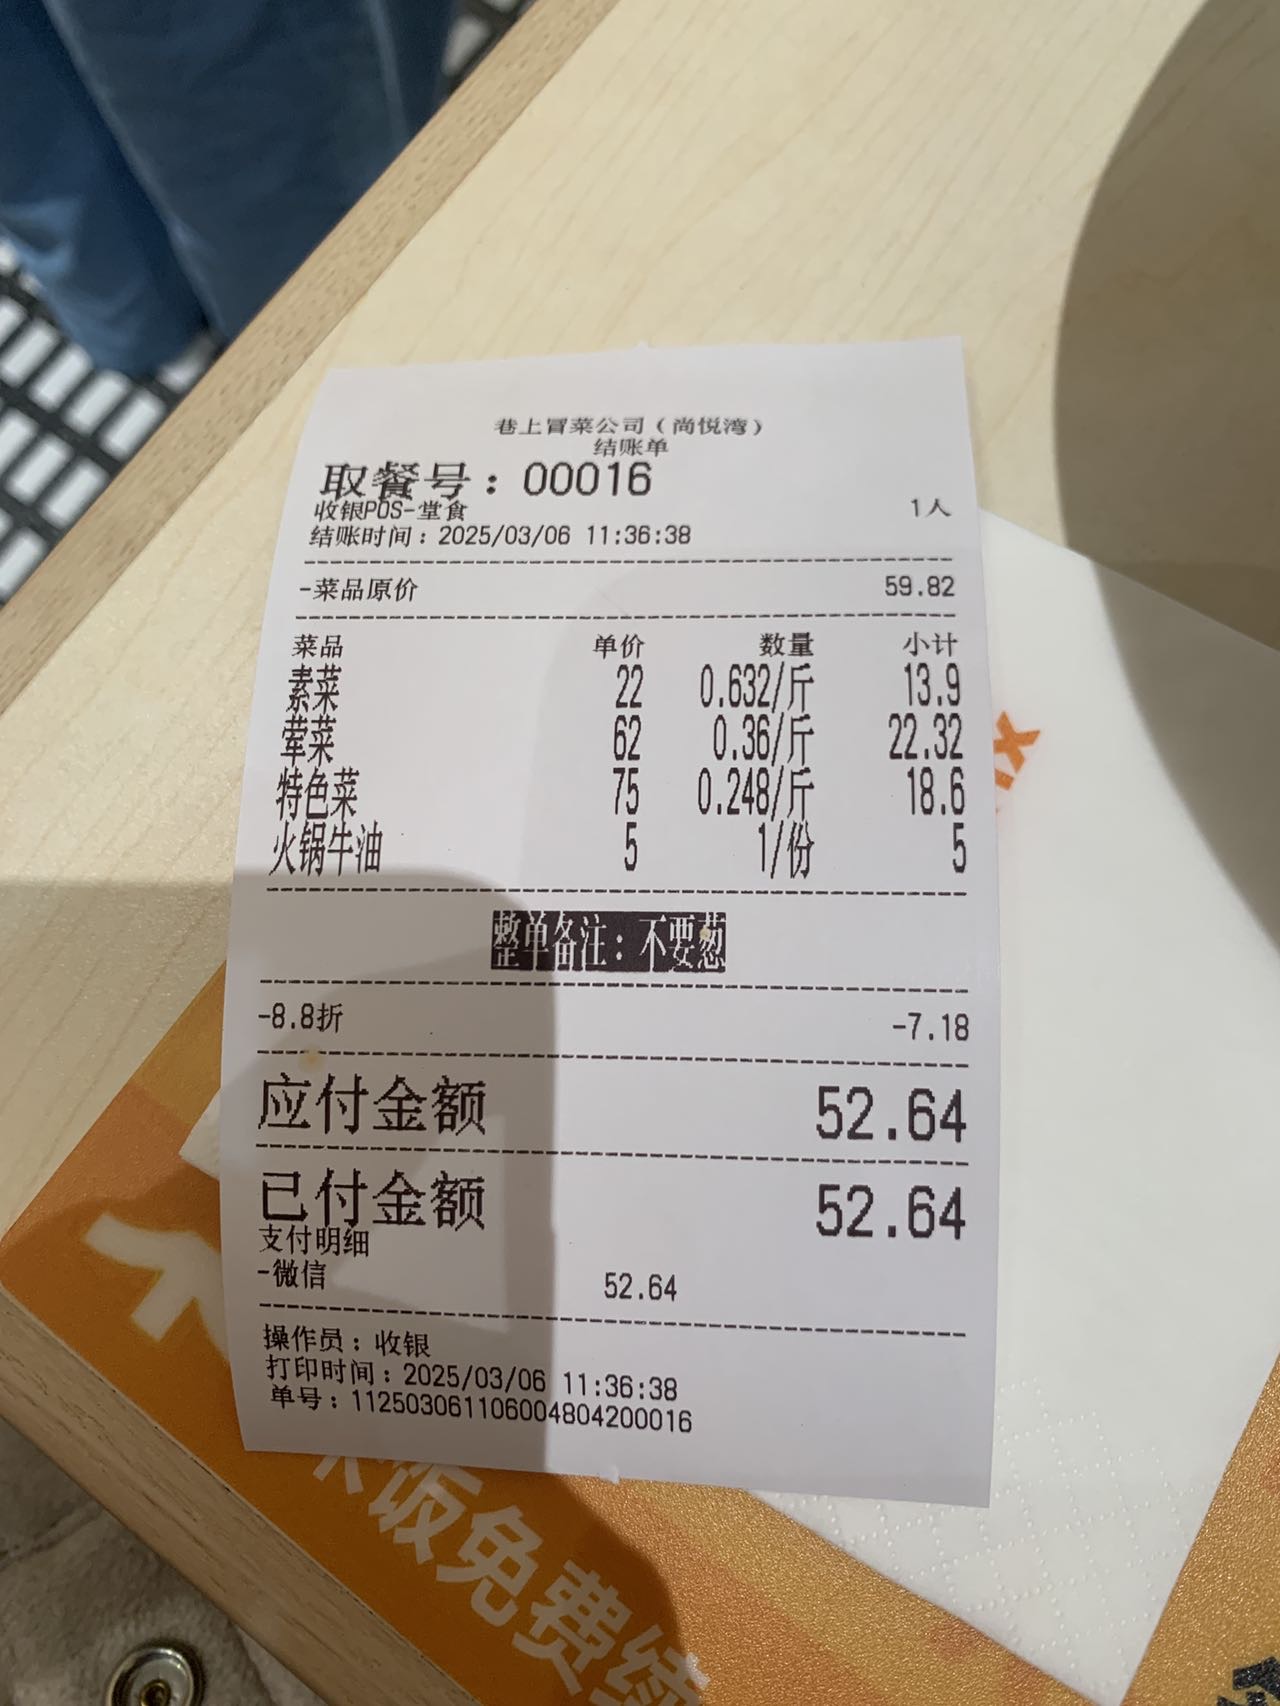 巷上冒菜公司（尚悦湾）
结账单
取餐号：00016
收银POS-堂食 1人
结账时间：2025/03/06 11:36:38
-菜品原价 59.82
菜品 单价 数量 小计
素菜 22 0.632/斤 13.9
荤菜 62 0.36/斤 22.32
特色菜 75 0.248/斤 18.6
火锅牛油 5 1/份 5
整单备注：不要葱
-8.8折 -7.18
应付金额 52.64
已付金额 52.64
支付明细
-微信 52.64
操作员：收银
打印时间：2025/03/06 11:36:38
单号：112503061106004804200016
饭免费续